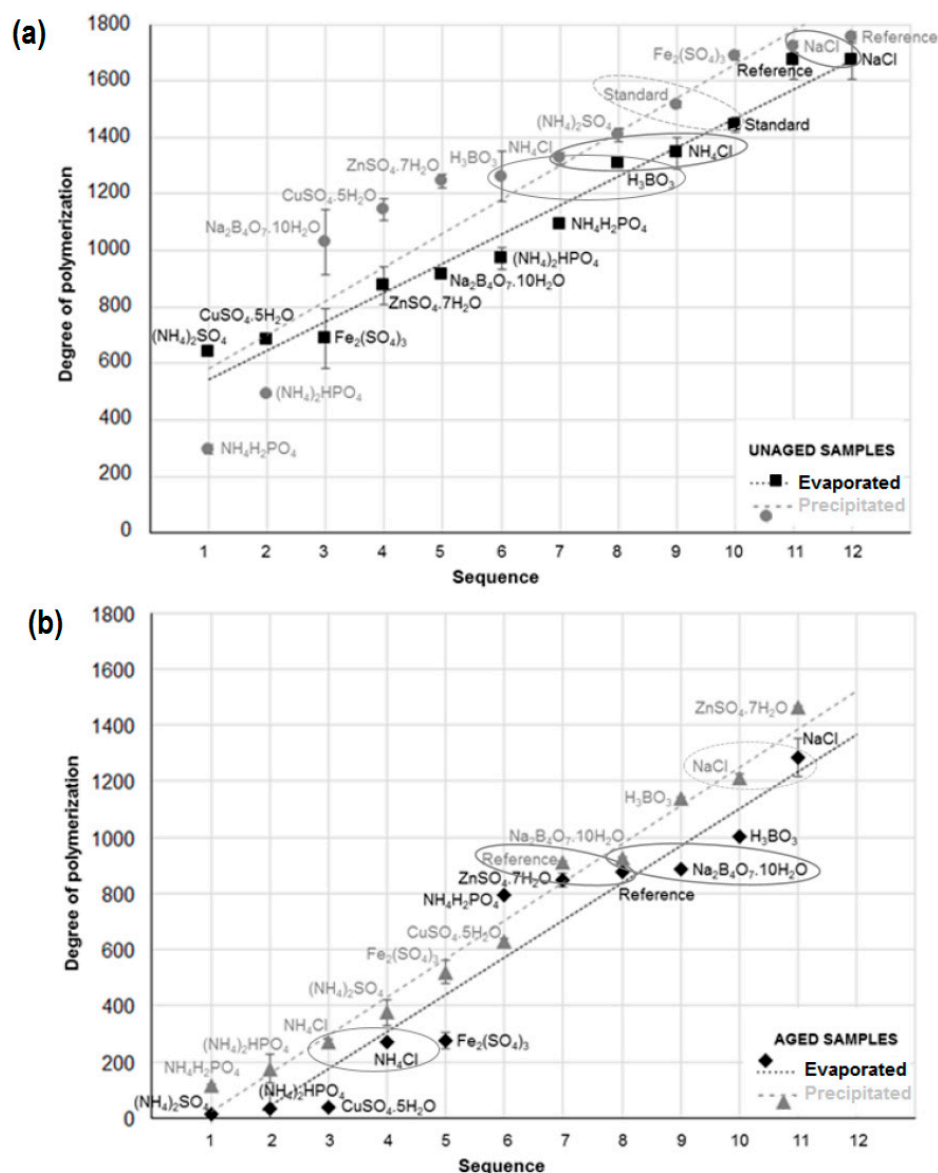 (a)
1800
1600
1400
1200
1000
800
600
400
200
0
Degree of polymerization
Reference
NaCl
Fe₂(SO₄)₃
Reference
NaCl
Standard
(NH₄)₂SO₄
Standard
NH₄Cl
NH₄Cl
H₃BO₃
H₃BO₃
ZnSO₄.7H₂O
CuSO₄.5H₂O
NH₄H₂PO₄
Na₂B₄O₇.10H₂O
(NH₄)₂HPO₄
Na₂B₄O₇.10H₂O
ZnSO₄.7H₂O
CuSO₄.5H₂O
(NH₄)₂SO₄
Fe₂(SO₄)₃
(NH₄)₂HPO₄
NH₄H₂PO₄
UNAGED SAMPLES
Evaporated
Precipitated
1 2 3 4 5 6 7 8 9 10 11 12
Sequence
(b)
1800
1600
1400
1200
1000
800
600
400
200
0
Degree of polymerization
ZnSO₄.7H₂O
NaCl
NaCl
H₃BO₃
H₃BO₃
Na₂B₄O₇.10H₂O
Reference
Na₂B₄O₇.10H₂O
ZnSO₄.7H₂O
Reference
NH₄H₂PO₄
CuSO₄.5H₂O
Fe₂(SO₄)₃
(NH₄)₂SO₄
NH₄Cl
Fe₂(SO₄)₃
(NH₄)₂HPO₄
NH₄Cl
NH₄H₂PO₄
(NH₄)₂HPO₄
(NH₄)₂SO₄
CuSO₄.5H₂O
AGED SAMPLES
Evaporated
Precipitated
1 2 3 4 5 6 7 8 9 10 11 12
Sequence